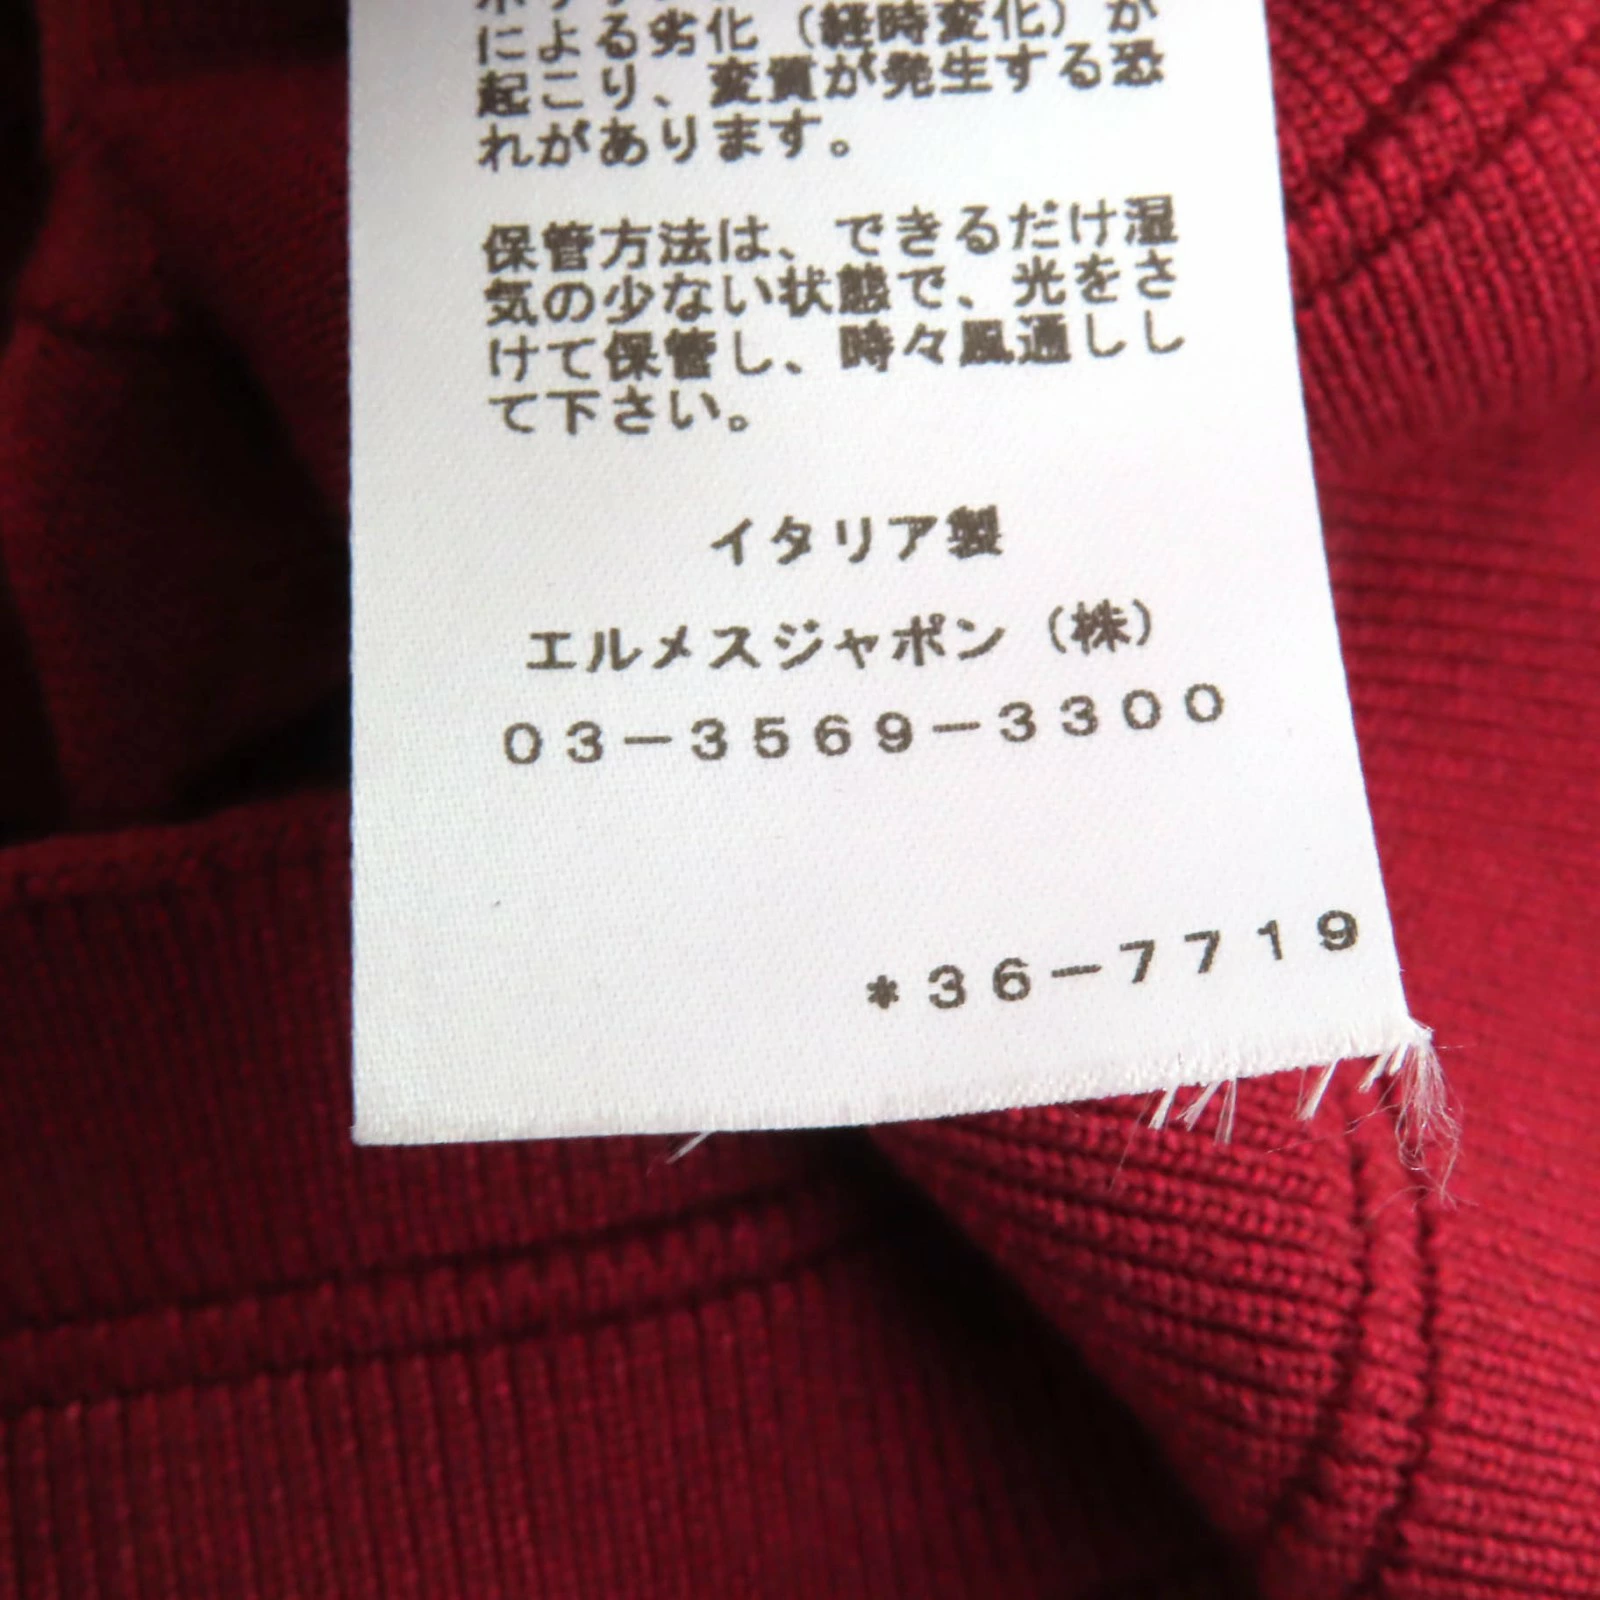 による劣化（経時変化）が
起こり、変質が発生する恐
れがあります。
保管方法は、できるだけ湿
気の少ない状態で、光をさ
けて保管し、時々風通しし
て下さい。
イタリア製
エルメスジャポン（株）
03-3569-3300
*36-7719